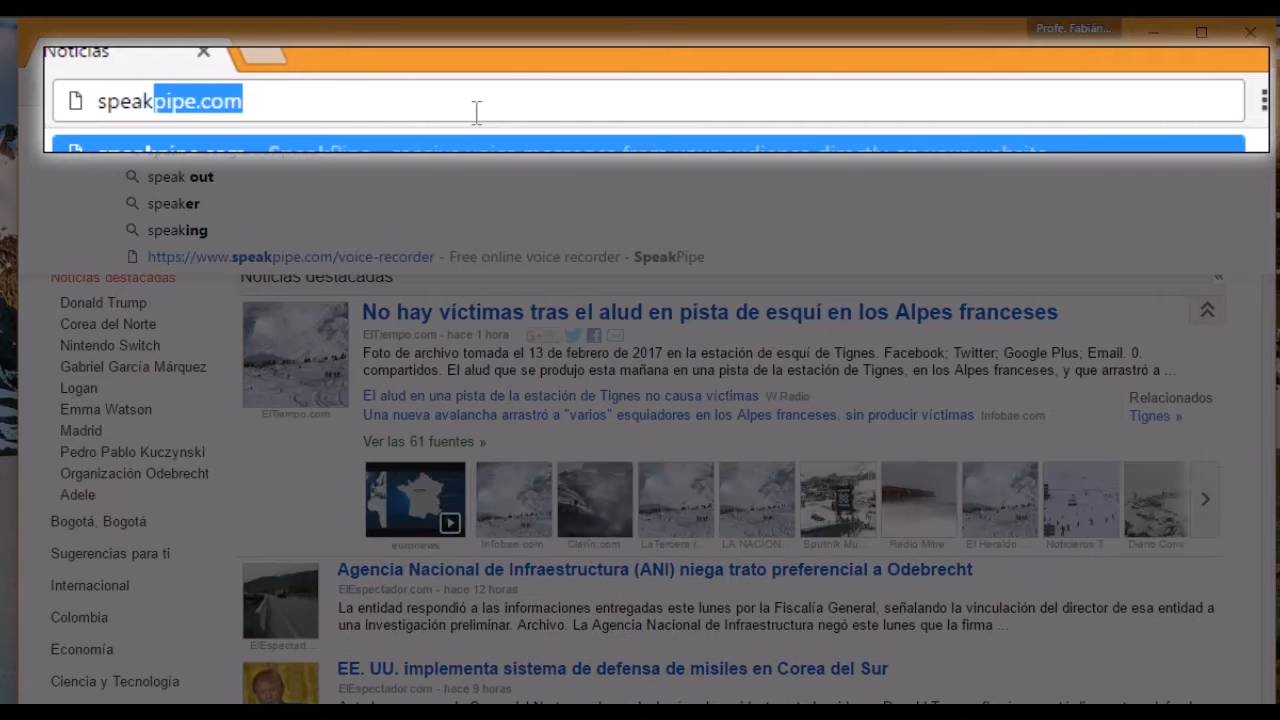 Profe. Fabián...
Noticias
speakpipe.com
speakpipe.com - SpeakPipe - receive voice messages from your audience directly on your website
speak out
speaker
speaking
https://www.speakpipe.com/voice-recorder - Free online voice recorder - SpeakPipe
Noticias destacadas
Donald Trump
Corea del Norte
Nintendo Switch
Gabriel García Márquez
Logan
Emma Watson
Madrid
Pedro Pablo Kuczynski
Organización Odebrecht
Adele
Bogotá, Bogotá
Sugerencias para ti
Internacional
Colombia
Economía
Ciencia y Tecnología
Noticias destacadas
No hay víctimas tras el alud en pista de esquí en los Alpes franceses
ElTiempo.com - hace 1 hora
Foto de archivo tomada el 13 de febrero de 2017 en la estación de esquí de Tignes. Facebook; Twitter; Google Plus; Email. 0.
compartidos. El alud que se produjo esta mañana en una pista de la estación de Tignes, en los Alpes franceses, y que arrastró a ...
ElTiempo.com
El alud en una pista de la estación de Tignes no causa víctimas W Radio
Una nueva avalancha arrastró a "varios" esquiadores en los Alpes franceses, sin producir víctimas Infobae.com
Relacionados
Tignes »
Ver las 61 fuentes »
euronews
Infobae.com
Clarín.com
LaTercera (...
LA NACION...
Sputnik Mu...
Radio Mitre
El Heraldo ...
Noticieros T...
Diario Con...
Agencia Nacional de Infraestructura (ANI) niega trato preferencial a Odebrecht
ElEspectador.com - hace 12 horas
La entidad respondió a las informaciones entregadas este lunes por la Fiscalía General, señalando la vinculación del director de esa entidad a
una investigación preliminar. Archivo. La Agencia Nacional de Infraestructura negó este lunes que la firma ...
ElEspectad...
EE. UU. implementa sistema de defensa de misiles en Corea del Sur
ElEspectador.com - hace 9 horas